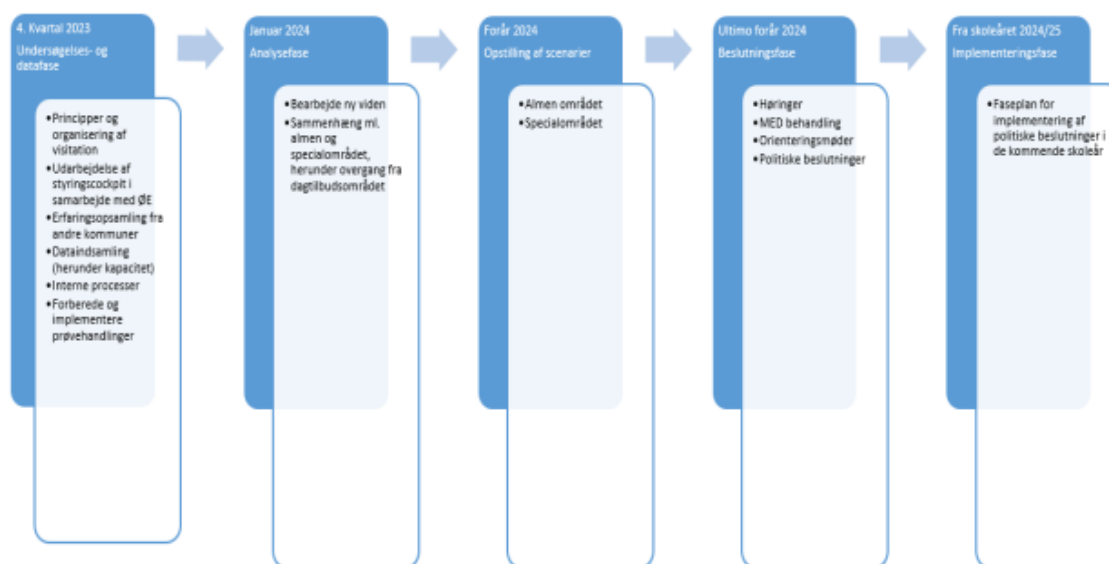 4. Kvartal 2023
Undersøgelses- og
datafase
•Principper og
organisering af
visitation
•Udarbejdelse af
styringscockpit i
samarbejde med ØE
•Erfaringsopsamling fra
andre kommuner
•Dataindsamling
(herunder kapacitet)
•Interne processer
•Forberede og
implementere
prøvehandlinger
Januar 2024
Analysefase
•Bearbejde ny viden
•Sammenhæng ml.
almen og
specialområdet,
herunder overgang fra
dagtilbudsområdet
Forår 2024
Opstilling af scenarier
•Almen området
•Specialområdet
Ultimo forår 2024
Beslutningsfase
•Høringer
•MED behandling
•Orienteringsmøder
•Politiske beslutninger
Fra skoleåret 2024/25
Implementeringsfase
•Faseplan for
implementering af
politiske beslutninger i
de kommende skoleår